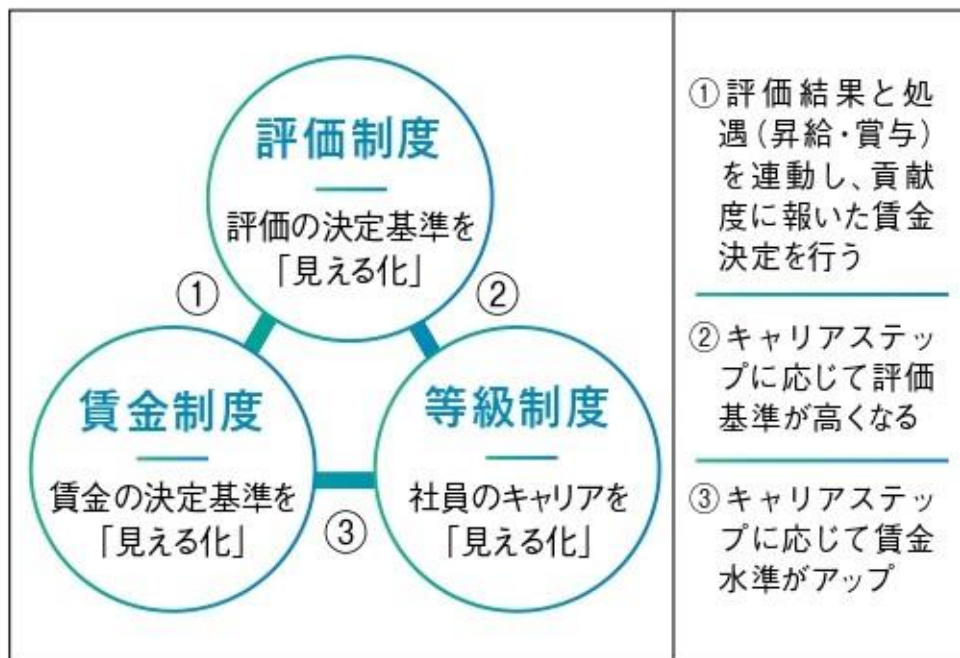 評価制度
評価の決定基準を
「見える化」
①
②
賃金制度
賃金の決定基準を
「見える化」
③
等級制度
社員のキャリアを
「見える化」
①評価結果と処
遇(昇給・賞与)
を連動し、貢献
度に報いた賃金
決定を行う
②キャリアステッ
プに応じて評価
基準が高くなる
③キャリアステッ
プに応じて賃金
水準がアップ